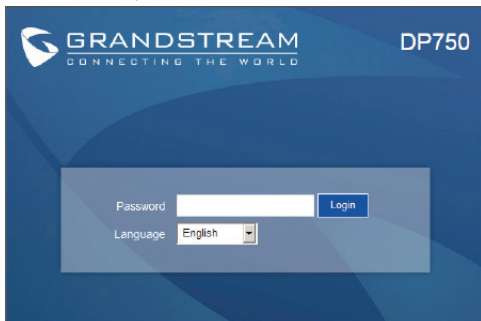 GRANDSTREAM
CONNECTING THE WORLD
DP750
Password
Login
Language
English